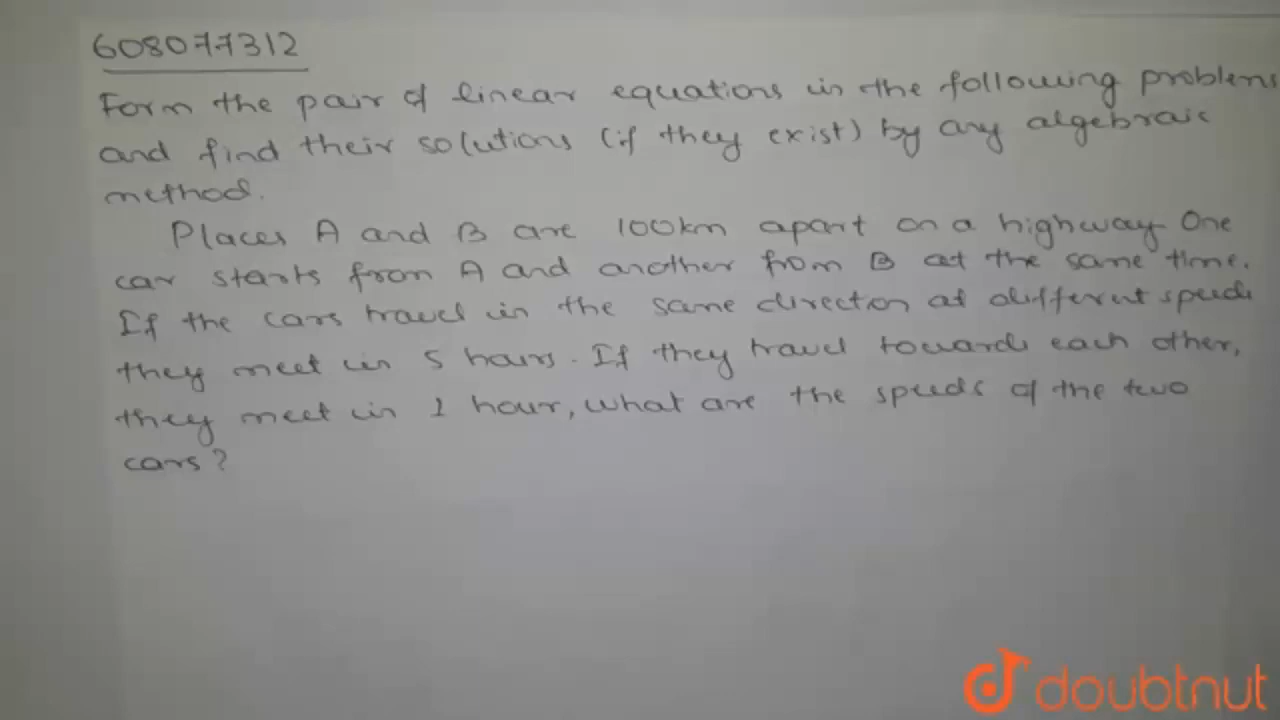 608077312
Form the pair of linear equations in the following problems
and find their solutions (if they exist) by any algebraic
method.
Places A and B are 100km apart on a highway. One
car starts from A and another from B at the same time.
If the cars travel in the same direction at different speeds
they meet in 5 hours. If they travel towards each other,
they meet in 1 hour, what are the speeds of the two
cars?
doubtnut